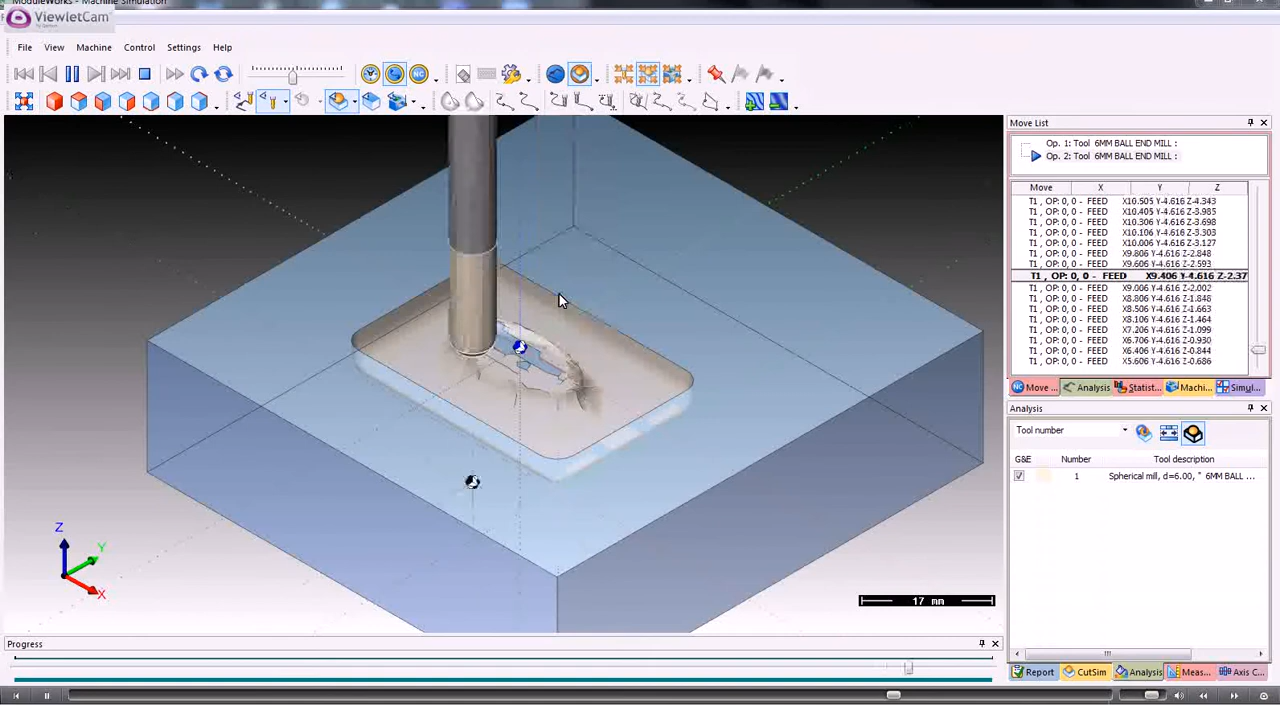 ModuleWorks - Machine Simulation
ViewletCam
File View Machine Control Settings Help
NC
Move List
Op. 1: Tool 6MM BALL END MILL :
Op. 2: Tool 6MM BALL END MILL :
Move X Y Z
T1 , OP: 0, 0 - FEED X10.505 Y-4.616 Z-4.343
T1 , OP: 0, 0 - FEED X10.405 Y-4.616 Z-3.985
T1 , OP: 0, 0 - FEED X10.306 Y-4.616 Z-3.698
T1 , OP: 0, 0 - FEED X10.106 Y-4.616 Z-3.303
T1 , OP: 0, 0 - FEED X10.006 Y-4.616 Z-3.127
T1 , OP: 0, 0 - FEED X9.806 Y-4.616 Z-2.848
T1 , OP: 0, 0 - FEED X9.606 Y-4.616 Z-2.593
T1 , OP: 0, 0 - FEED X9.406 Y-4.616 Z-2.37
T1 , OP: 0, 0 - FEED X9.006 Y-4.616 Z-2.002
T1 , OP: 0, 0 - FEED X8.806 Y-4.616 Z-1.848
T1 , OP: 0, 0 - FEED X8.506 Y-4.616 Z-1.663
T1 , OP: 0, 0 - FEED X8.106 Y-4.616 Z-1.464
T1 , OP: 0, 0 - FEED X7.206 Y-4.616 Z-1.099
T1 , OP: 0, 0 - FEED X6.706 Y-4.616 Z-0.930
T1 , OP: 0, 0 - FEED X6.406 Y-4.616 Z-0.844
T1 , OP: 0, 0 - FEED X5.606 Y-4.616 Z-0.686
NC Move ... Analysis Statist... Machi... Simul...
Analysis
Tool number
G&E Number Tool description
1 Spherical mill, d=6.00, " 6MM BALL ...
Z
Y
X
17 mm
Progress
Report CutSim Analysis Meas... Axis C...